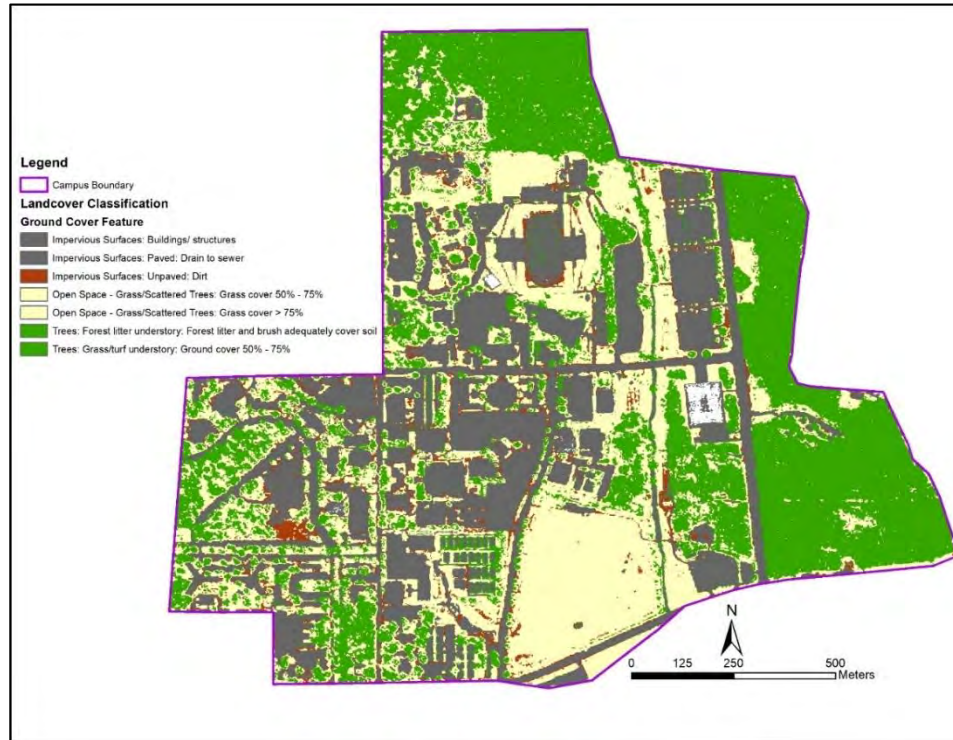 Legend
Campus Boundary
Landcover Classification
Ground Cover Feature
Impervious Surfaces: Buildings/ structures
Impervious Surfaces: Paved: Drain to sewer
Impervious Surfaces: Unpaved: Dirt
Open Space - Grass/Scattered Trees: Grass cover 50% - 75%
Open Space - Grass/Scattered Trees: Grass cover > 75%
Trees: Forest litter understory: Forest litter and brush adequately cover soil
Trees: Grass/turf understory: Ground cover 50% - 75%
N
0 125 250 500
Meters